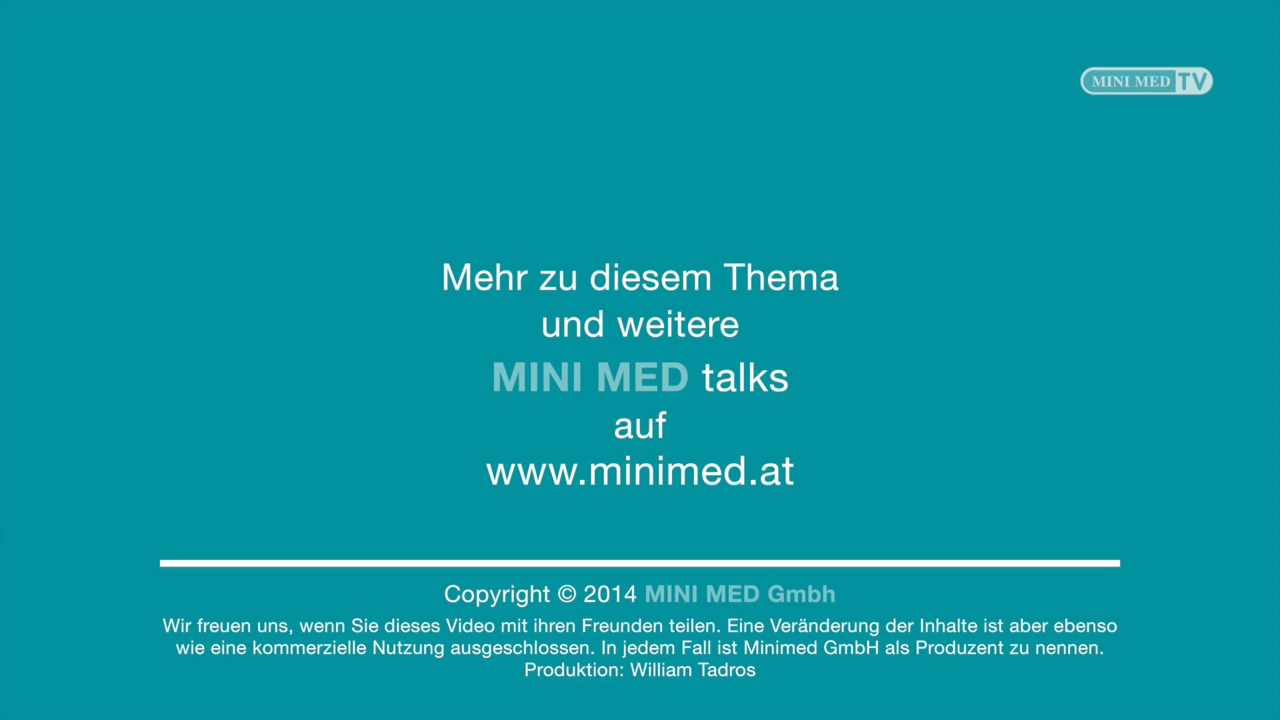 MINI MED TV
Mehr zu diesem Thema
und weitere
MINI MED talks
auf
www.minimed.at
Copyright © 2014 MINI MED Gmbh
Wir freuen uns, wenn Sie dieses Video mit ihren Freunden teilen. Eine Veränderung der Inhalte ist aber ebenso
wie eine kommerzielle Nutzung ausgeschlossen. In jedem Fall ist Minimed GmbH als Produzent zu nennen.
Produktion: William Tadros